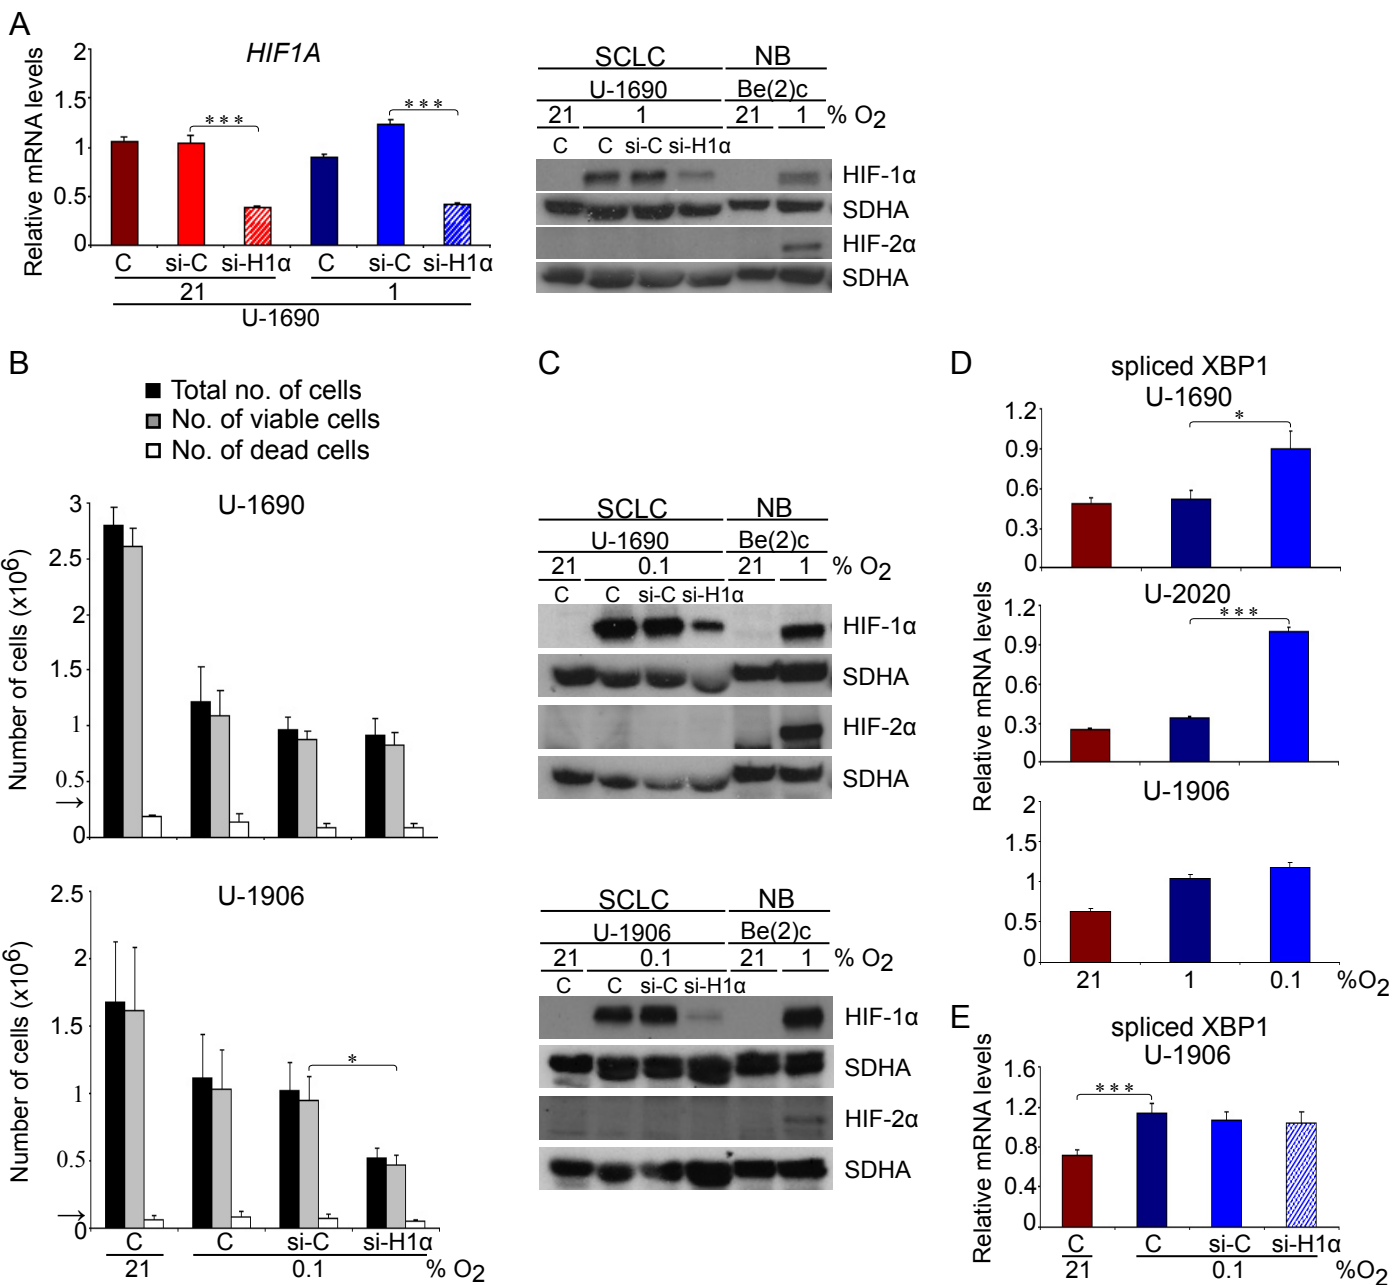 A
HIF1A
Relative mRNA levels
2
1.5
1
0.5
0
***
***
C si-C si-H1α C si-C si-H1α
21 1
U-1690
SCLC NB
U-1690 Be(2)c
21 1 21 1 % O2
C C si-C si-H1α
HIF-1α
SDHA
HIF-2α
SDHA
B
Total no. of cells
No. of viable cells
No. of dead cells
U-1690
Number of cells (x10⁶)
3
2.5
2
1.5
1
0.5
→
0
U-1906
Number of cells (x10⁶)
2.5
2
1.5
1
0.5
→
0
*
C C si-C si-H1α
21 0.1 % O2
C
SCLC NB
U-1690 Be(2)c
21 0.1 21 1 % O2
C C si-C si-H1α
HIF-1α
SDHA
HIF-2α
SDHA
SCLC NB
U-1906 Be(2)c
21 0.1 21 1 % O2
C C si-C si-H1α
HIF-1α
SDHA
HIF-2α
SDHA
D
spliced XBP1
U-1690
1.2
0.9
0.6
0.3
0
*
Relative mRNA levels
U-2020
1.2
0.9
0.6
0.3
0
***
U-1906
2
1.5
1
0.5
0
21 1 0.1 %O2
E
spliced XBP1
U-1906
Relative mRNA levels
1.6
1.2
0.8
0.4
0
***
C C si-C si-H1α
21 0.1 %O2